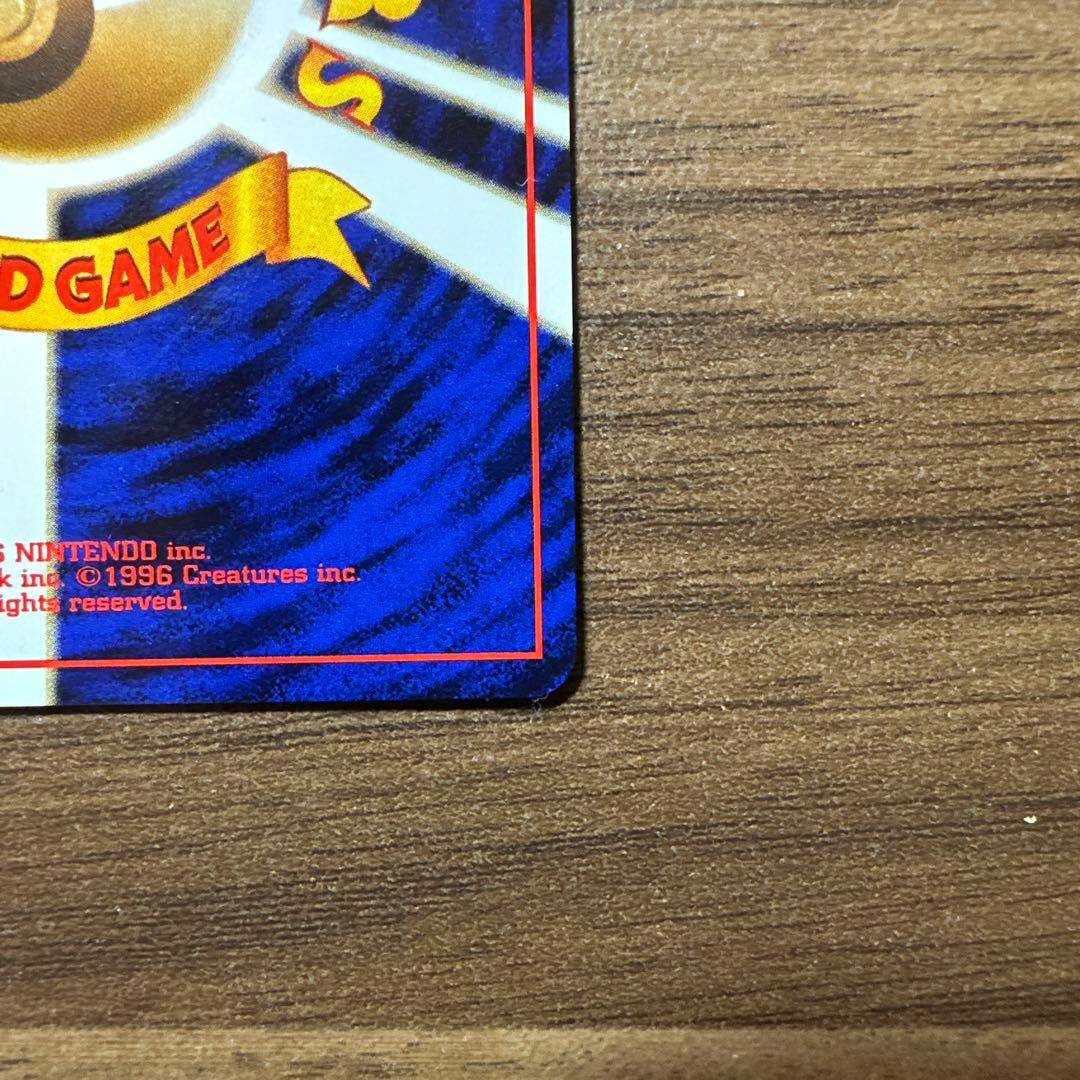 S
D GAME
NINTENDO inc.
k inc. ©1996 Creatures inc.
ights reserved.